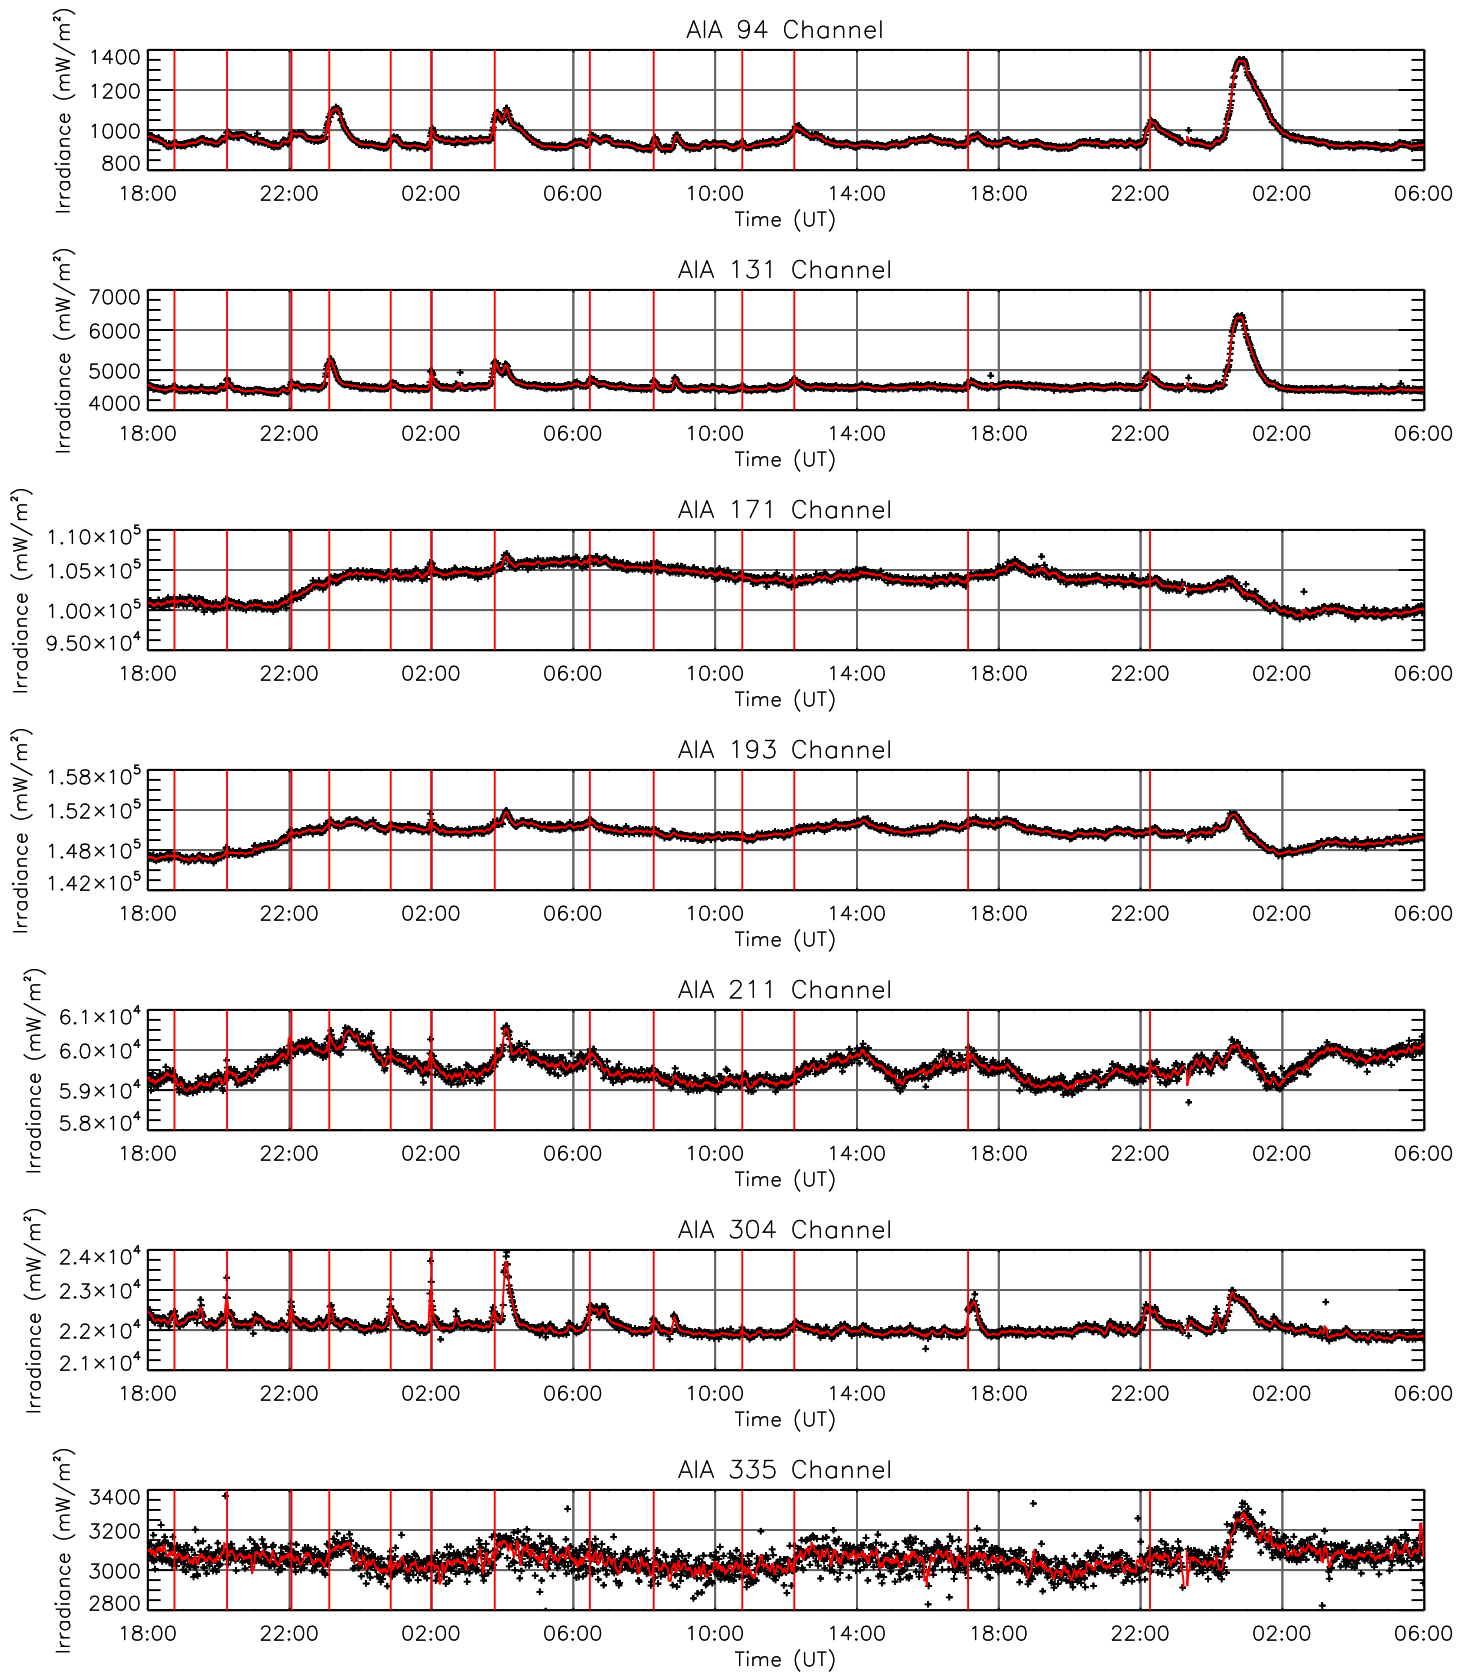 AIA 94 Channel
Irradiance (mW/m²)
1400
1200
1000
800
18:00 22:00 02:00 06:00 10:00 14:00 18:00 22:00 02:00 06:00
Time (UT)
AIA 131 Channel
Irradiance (mW/m²)
7000
6000
5000
4000
18:00 22:00 02:00 06:00 10:00 14:00 18:00 22:00 02:00 06:00
Time (UT)
AIA 171 Channel
Irradiance (mW/m²)
1.10×10⁵
1.05×10⁵
1.00×10⁵
9.50×10⁴
18:00 22:00 02:00 06:00 10:00 14:00 18:00 22:00 02:00 06:00
Time (UT)
AIA 193 Channel
Irradiance (mW/m²)
1.58×10⁵
1.52×10⁵
1.48×10⁵
1.42×10⁵
18:00 22:00 02:00 06:00 10:00 14:00 18:00 22:00 02:00 06:00
Time (UT)
AIA 211 Channel
Irradiance (mW/m²)
6.1×10⁴
6.0×10⁴
5.9×10⁴
5.8×10⁴
18:00 22:00 02:00 06:00 10:00 14:00 18:00 22:00 02:00 06:00
Time (UT)
AIA 304 Channel
Irradiance (mW/m²)
2.4×10⁴
2.3×10⁴
2.2×10⁴
2.1×10⁴
18:00 22:00 02:00 06:00 10:00 14:00 18:00 22:00 02:00 06:00
Time (UT)
AIA 335 Channel
Irradiance (mW/m²)
3400
3200
3000
2800
18:00 22:00 02:00 06:00 10:00 14:00 18:00 22:00 02:00 06:00
Time (UT)